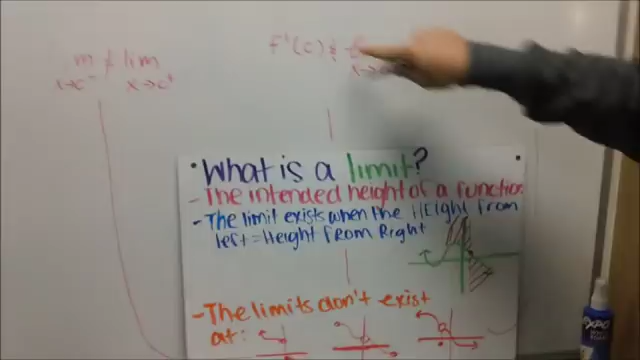 m ≠ lim
x→c⁻ x→c⁺
f'(c)
What is a limit?
- The intended height of a function
- The limit exists when the HEIght from
left = Height from Right
- The limits don't exist
at:
EXPO